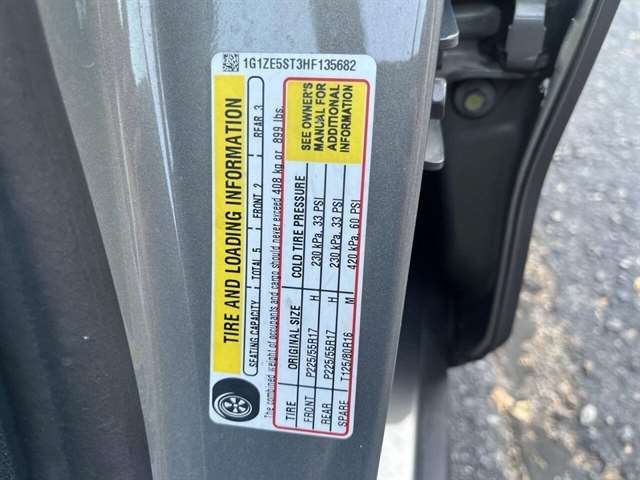 1G1ZE5ST3HF135682
TIRE AND LOADING INFORMATION
SEATING CAPACITY TOTAL 5 FRONT 2 REAR 3
The combined weight of occupants and cargo should never exceed 408 kg or 899 lbs.
TIRE ORIGINAL SIZE COLD TIRE PRESSURE
FRONT P225/55R17 H 230 kPa, 33 PSI
REAR P225/55R17 H 230 kPa, 33 PSI
SPARE T125/80R16 M 420 kPa, 60 PSI
SEE OWNER'S
MANUAL FOR
ADDITIONAL
INFORMATION